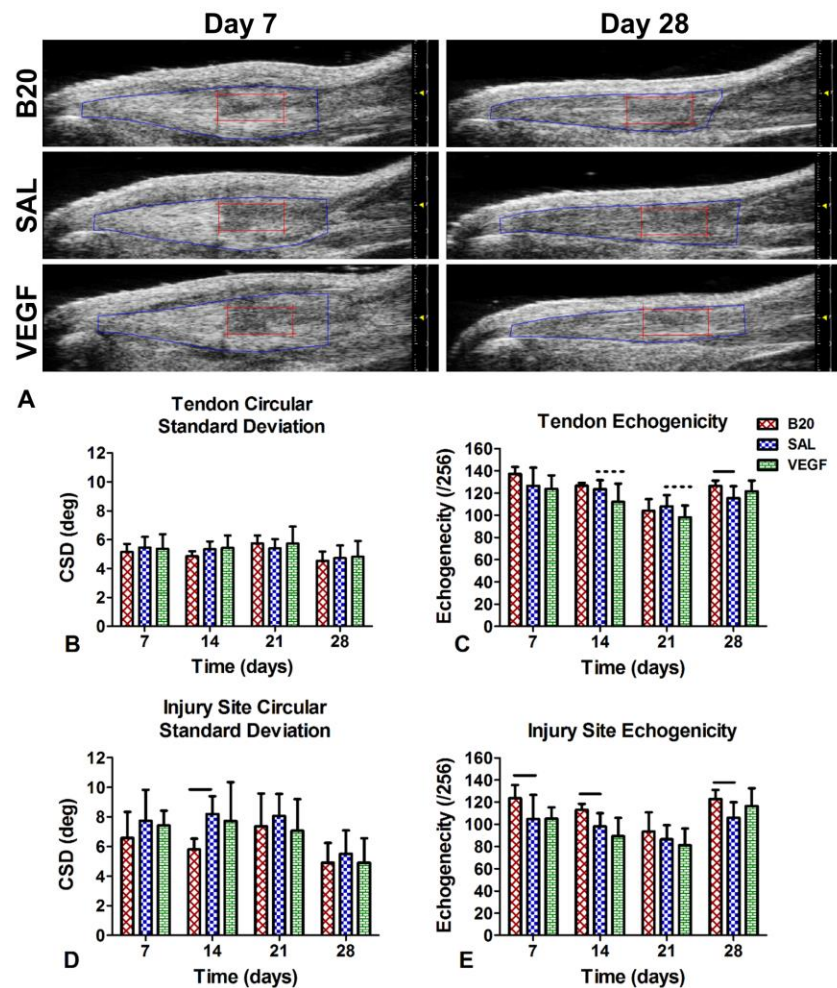 Day 7
Day 28
B20
SAL
VEGF
A
Tendon Circular
Standard Deviation
12
10
8
6
4
2
0
CSD (deg)
7
14
21
28
Time (days)
B
Tendon Echogenicity
160
140
120
100
80
60
40
20
0
Echogenecity (/256)
7
14
21
28
Time (days)
C
B20
SAL
VEGF
Injury Site Circular
Standard Deviation
12
10
8
6
4
2
0
CSD (deg)
7
14
21
28
Time (days)
D
Injury Site Echogenicity
160
140
120
100
80
60
40
20
0
Echogenecity (/256)
7
14
21
28
Time (days)
E